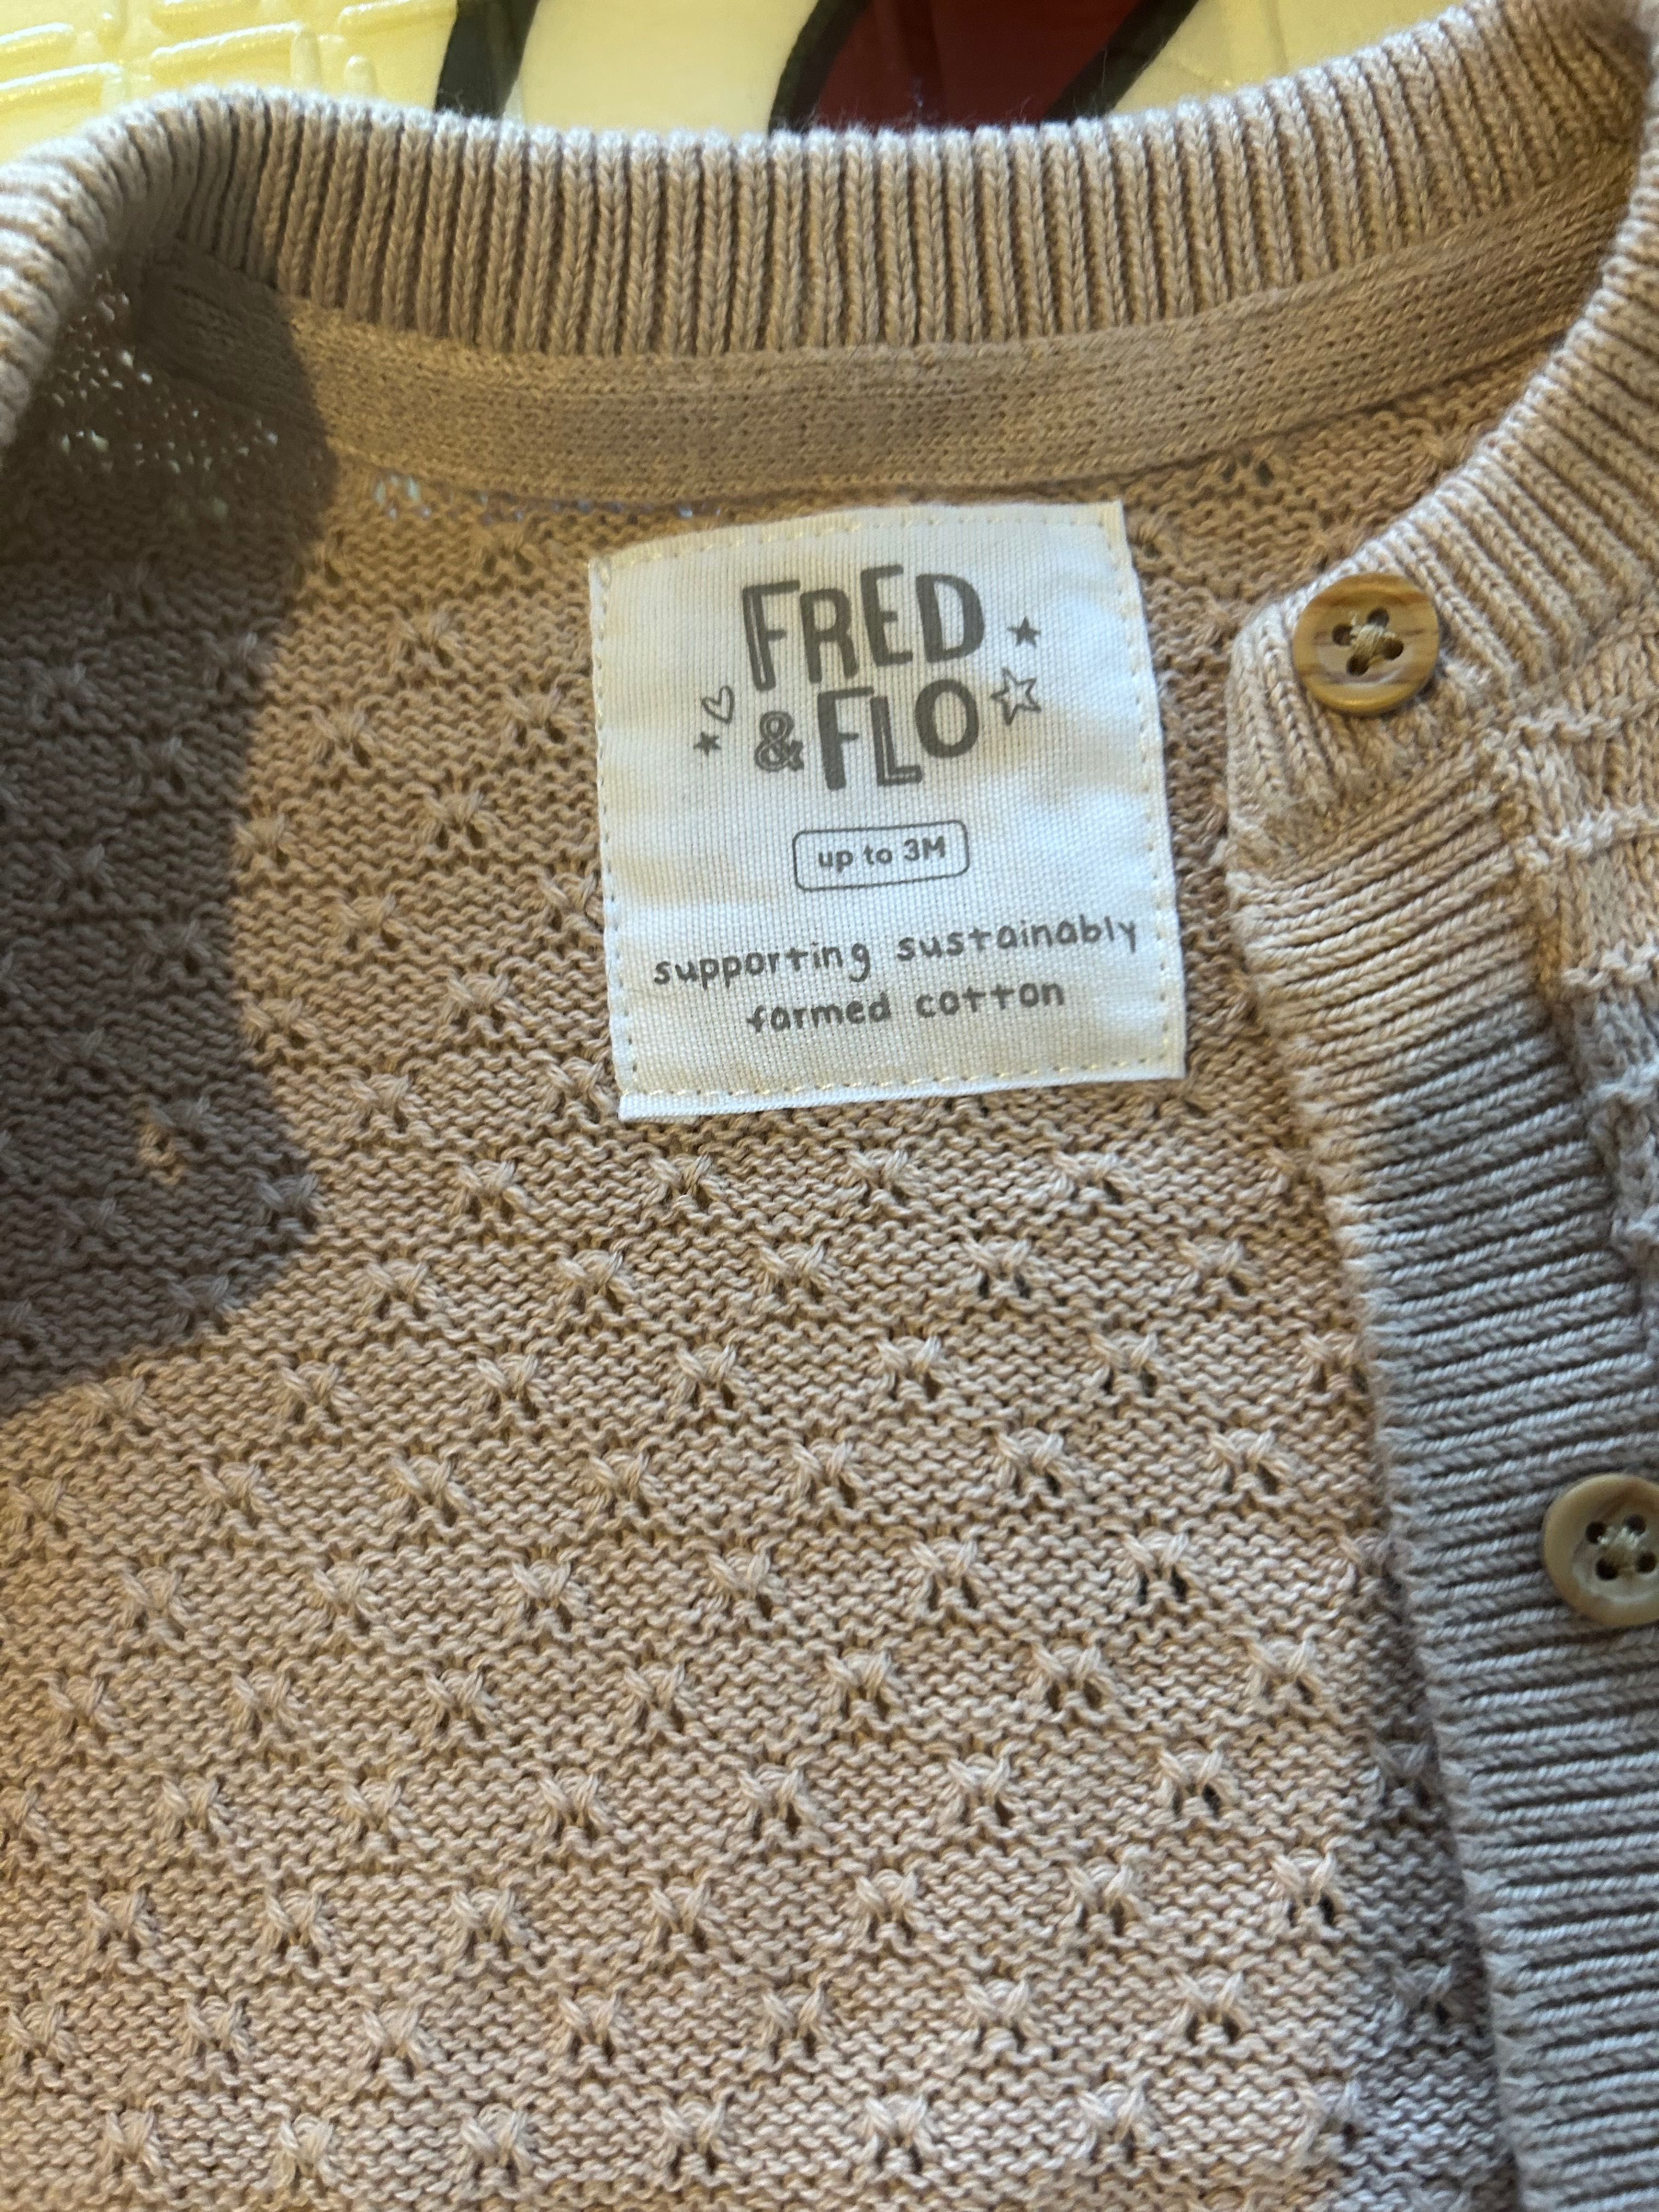 FRED
& FLO
up to 3M
supporting sustainably
farmed cotton